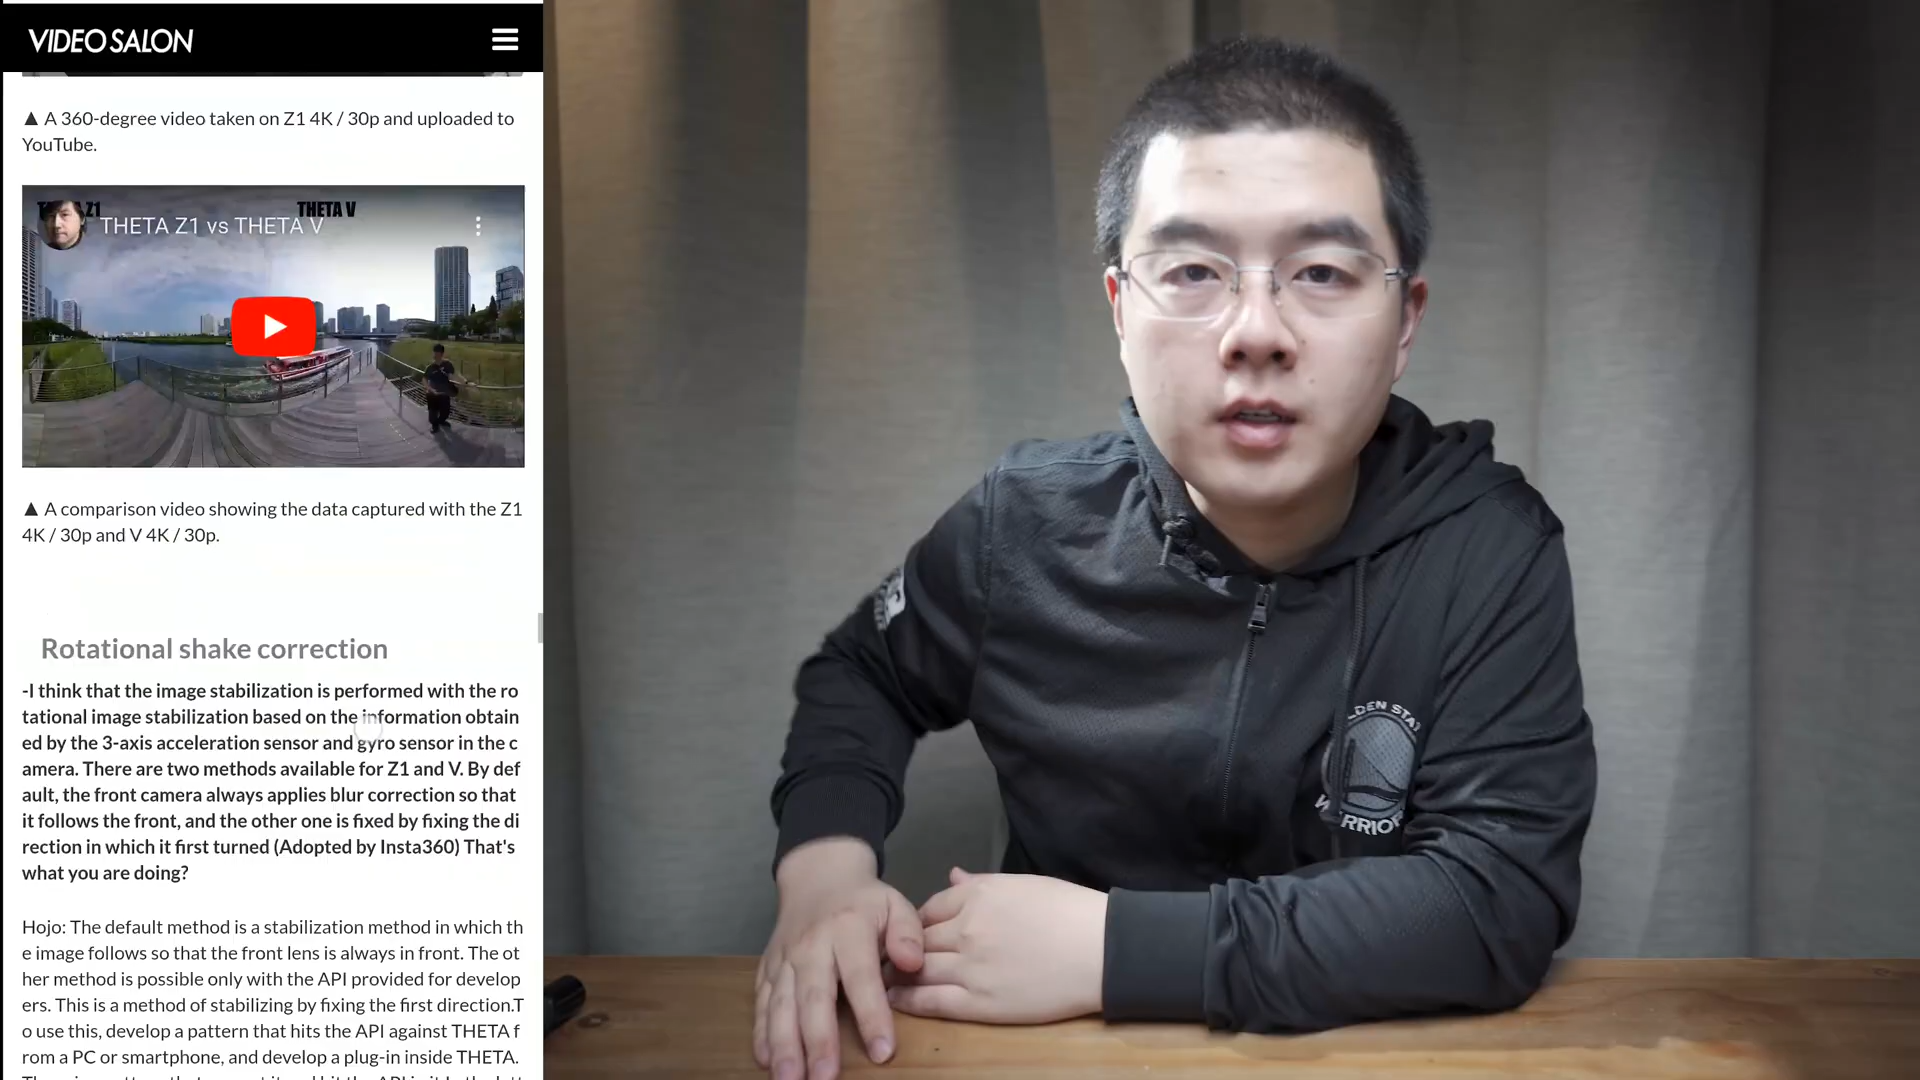 VIDEO SALON
▲ A 360-degree video taken on Z1 4K / 30p and uploaded to
YouTube.
Z1
THETA V
THETA Z1 vs THETA V
▲ A comparison video showing the data captured with the Z1
4K / 30p and V 4K / 30p.
Rotational shake correction
-I think that the image stabilization is performed with the ro
tational image stabilization based on the information obtain
ed by the 3-axis acceleration sensor and gyro sensor in the c
amera. There are two methods available for Z1 and V. By def
ault, the front camera always applies blur correction so that
it follows the front, and the other one is fixed by fixing the di
rection in which it first turned (Adopted by Insta360) That's
what you are doing?
Hojo: The default method is a stabilization method in which th
e image follows so that the front lens is always in front. The ot
her method is possible only with the API provided for develop
ers. This is a method of stabilizing by fixing the first direction.T
o use this, develop a pattern that hits the API against THETA f
rom a PC or smartphone, and develop a plug-in inside THETA.
LDEN STA
W RRIOR